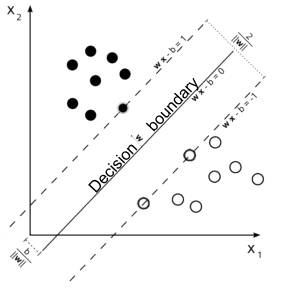 X2
w x - b = 1
2
||w||
w x - b = 0
Decision boundary
w
w x - b = -1
b
||w||
X1